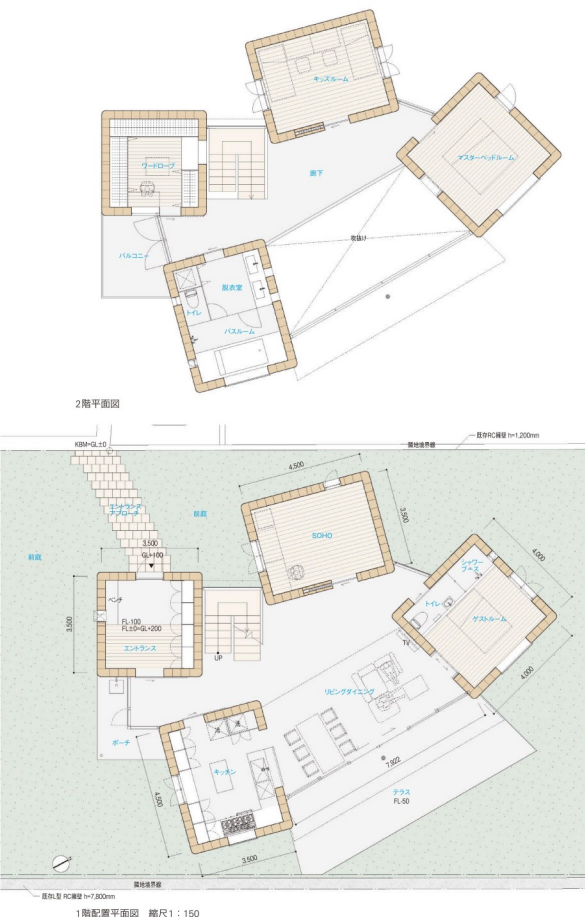 キッズルーム
ワードローブ
マスターベッドルーム
廊下
バルコニー
吹抜け
脱衣室
トイレ
バスルーム
2階平面図
KBM=GL±0
既存RC擁壁 h=1,200mm
隣地境界線
エントランス
アプローチ
前庭
前庭
4,500
3,500
SOHO
3,500
GL+100
ベンチ
3,500
FL-100
FL±0=GL+200
エントランス
シャワー
ブース
4,000
トイレ
ゲストルーム
TV
UP
リビングダイニング
4,000
ポーチ
キッチン
冷
7,922
テラス
FL-50
4,500
3,500
隣地境界線
既存L型 RC擁壁 h=7,800mm
1階配置平面図 縮尺1:150